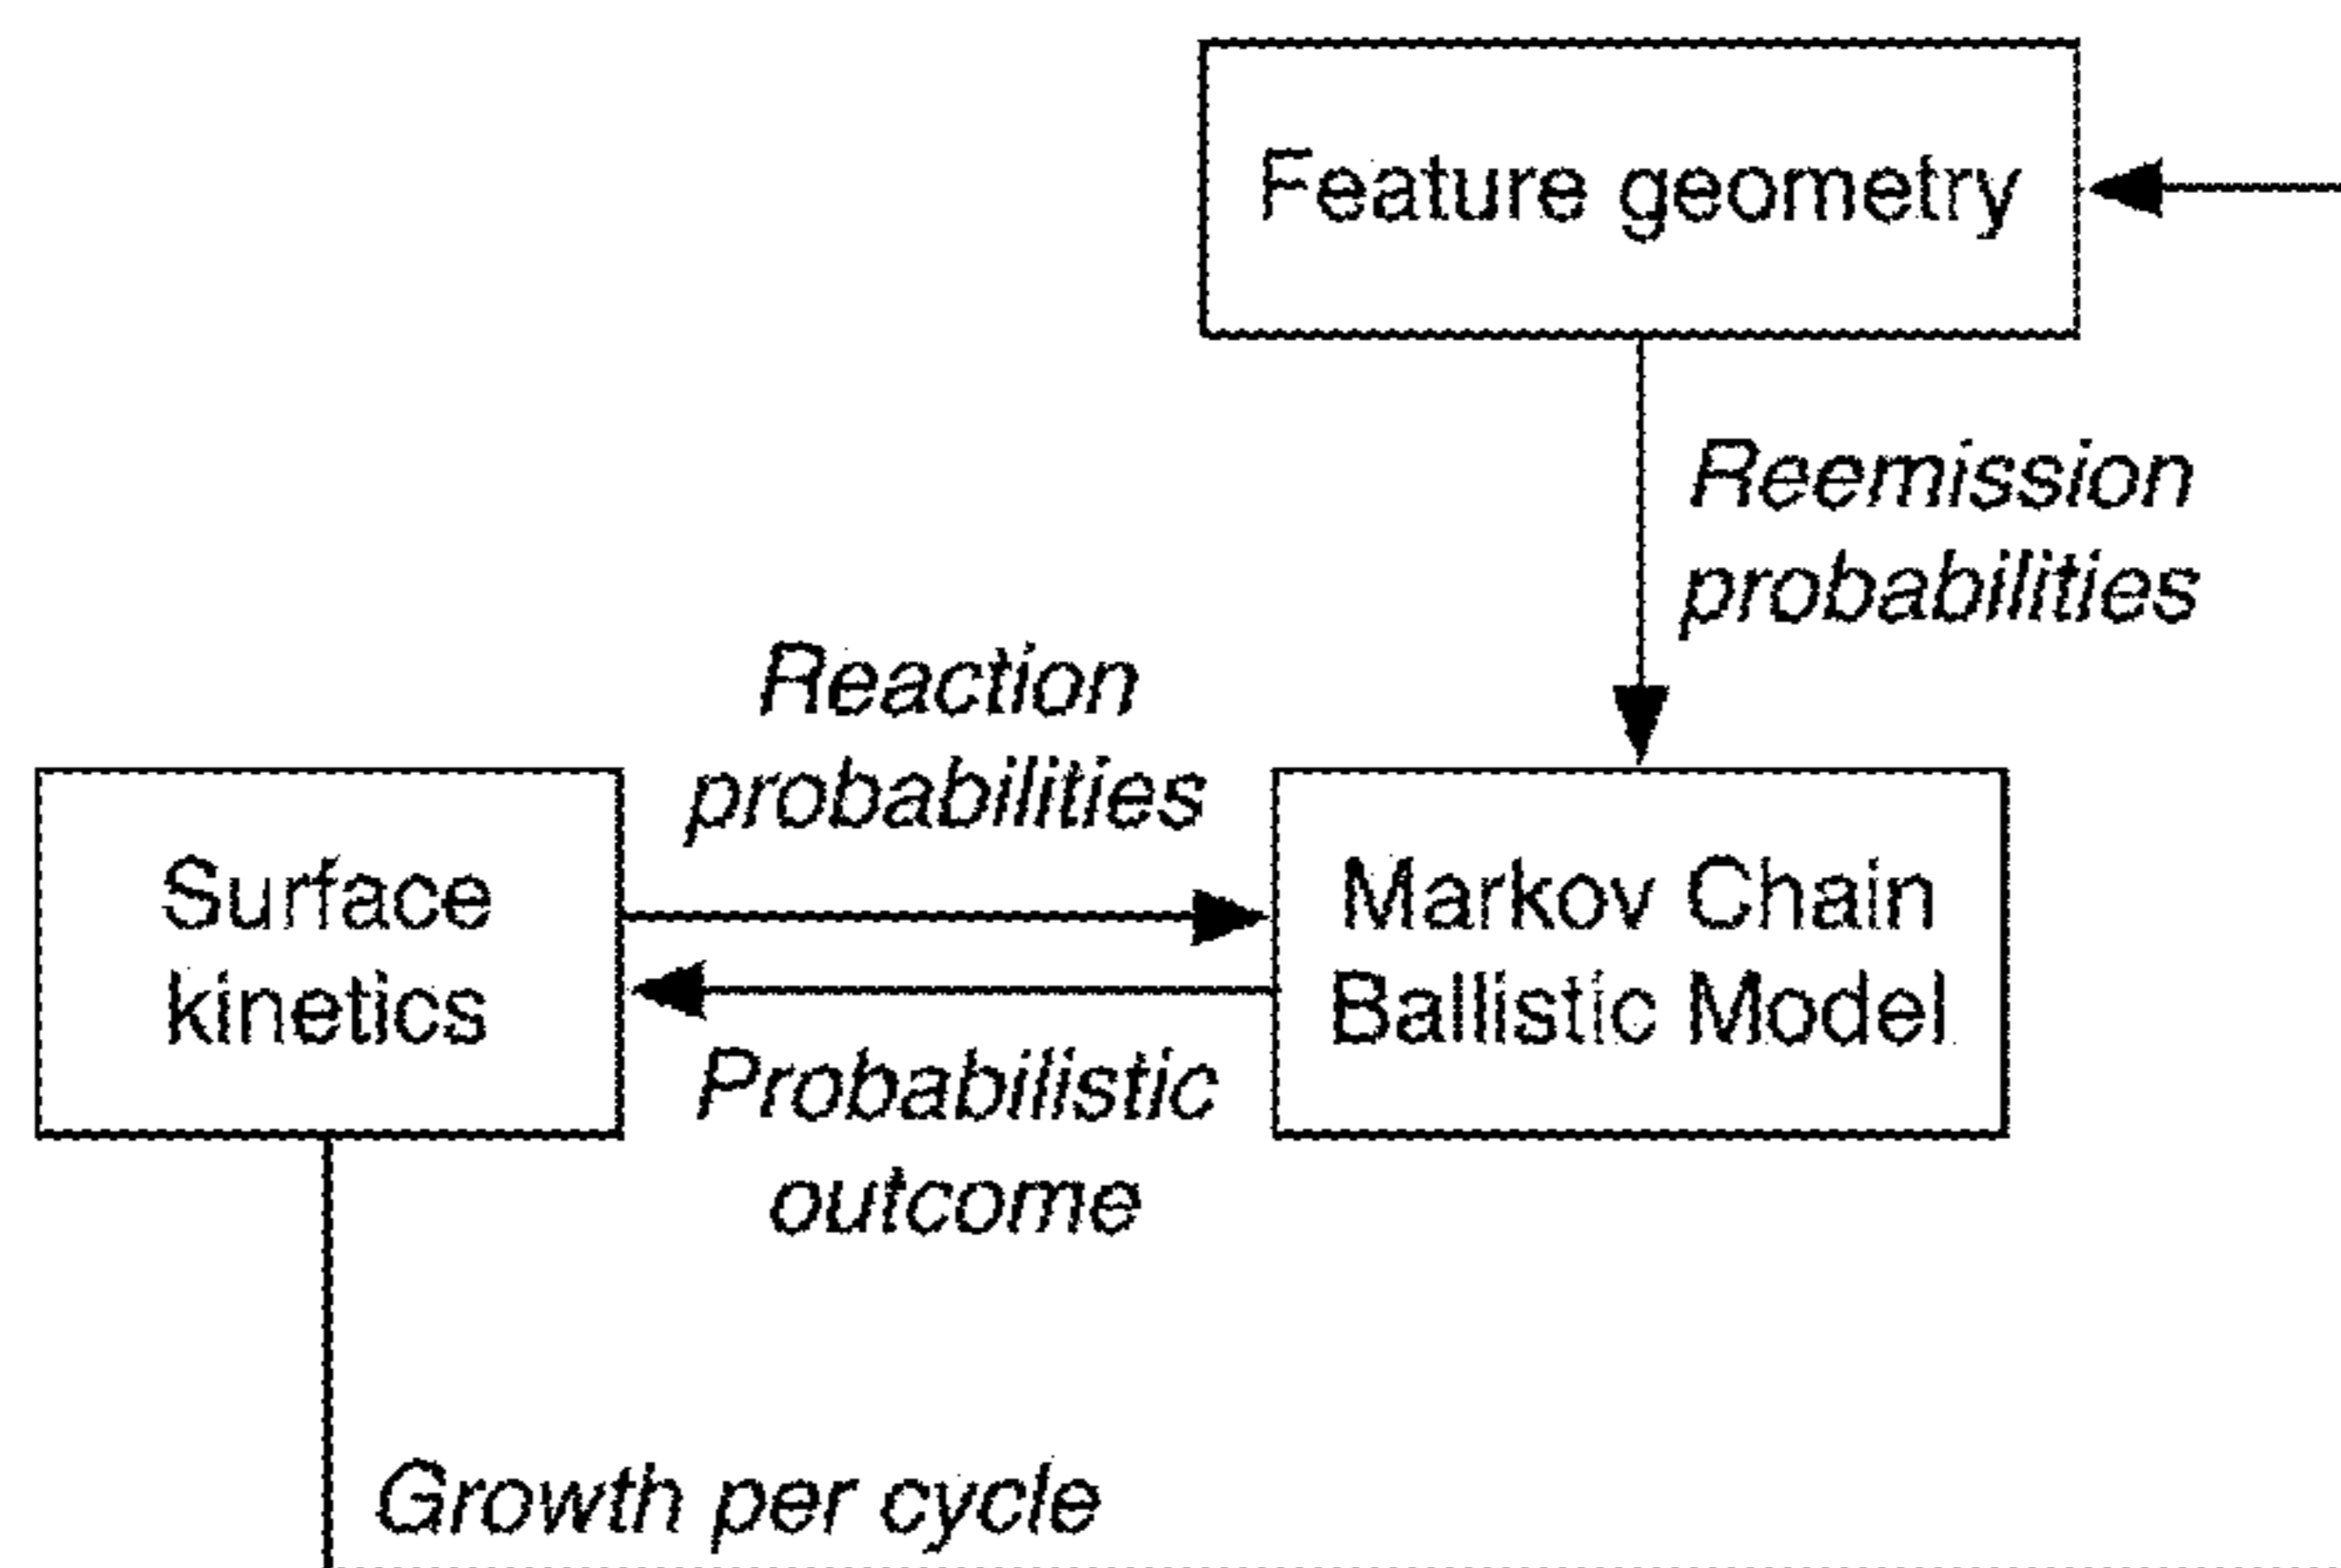 Feature geometry
Reemission
probabilities
Reaction
probabilities
Surface
kinetics
Markov Chain
Ballistic Model
Probabilistic
outcome
Growth per cycle